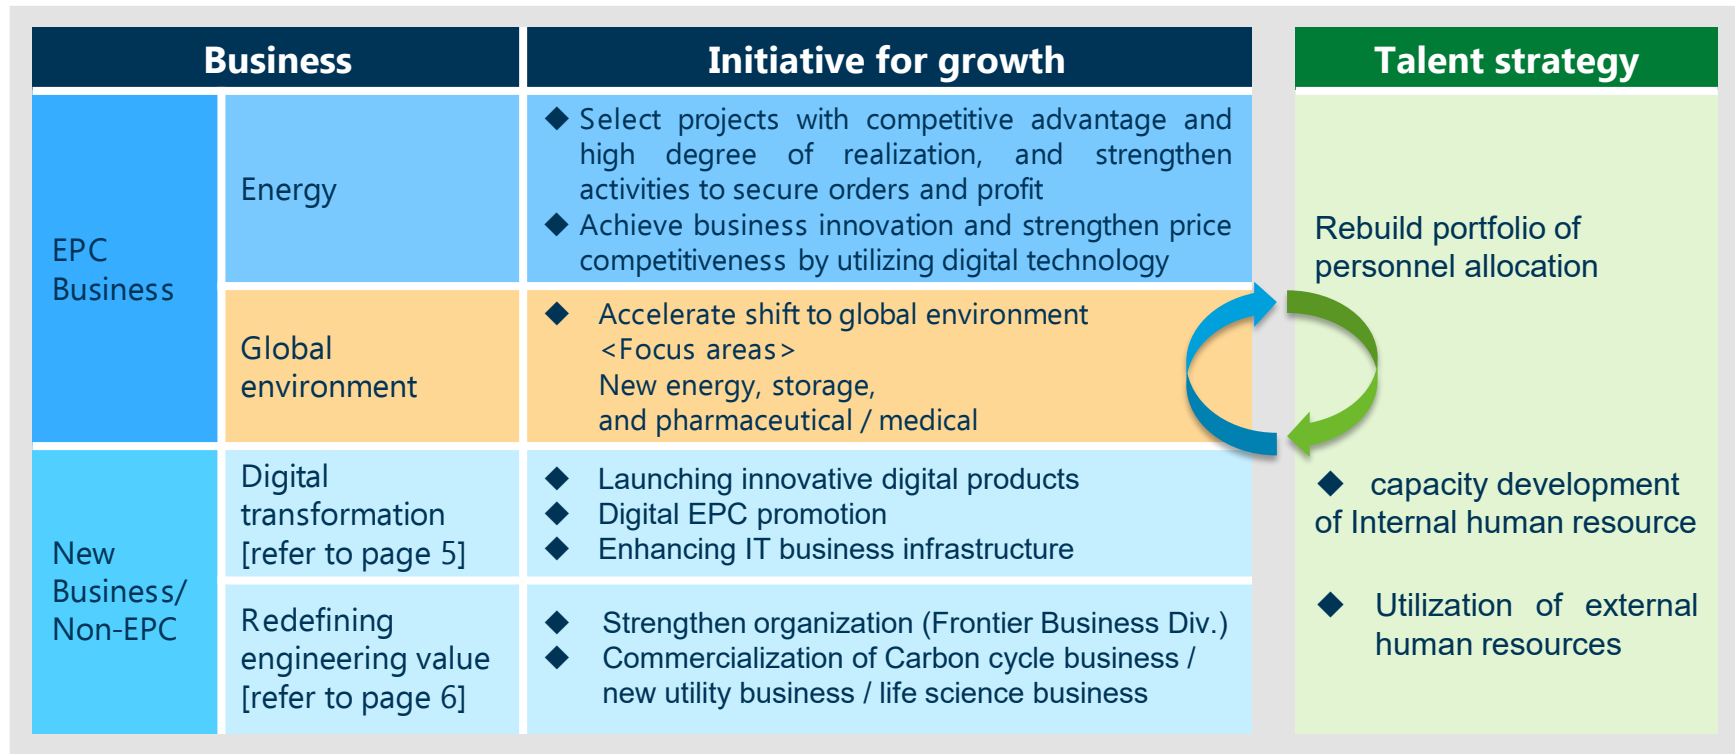 Business
Initiative for growth
Talent strategy
EPC
Business
Energy
◆ Select projects with competitive advantage and
high degree of realization, and strengthen
activities to secure orders and profit
◆ Achieve business innovation and strengthen price
competitiveness by utilizing digital technology
Global
environment
◆ Accelerate shift to global environment
<Focus areas>
New energy, storage,
and pharmaceutical / medical
New
Business/
Non-EPC
Digital
transformation
[refer to page 5]
◆ Launching innovative digital products
◆ Digital EPC promotion
◆ Enhancing IT business infrastructure
Redefining
engineering value
[refer to page 6]
◆ Strengthen organization (Frontier Business Div.)
◆ Commercialization of Carbon cycle business /
new utility business / life science business
Rebuild portfolio of
personnel allocation
◆ capacity development
of Internal human resource
◆ Utilization of external
human resources